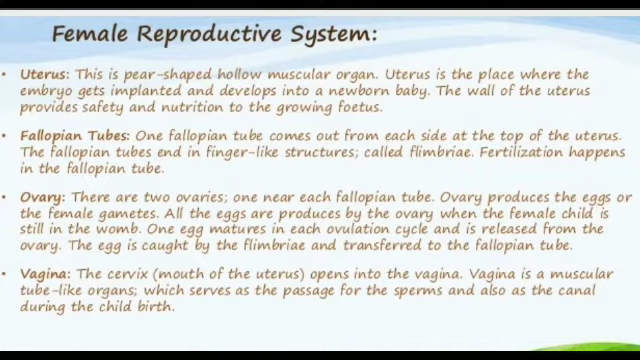 Female Reproductive System:
• Uterus: This is pear-shaped hollow muscular organ. Uterus is the place where the
embryo gets implanted and develops into a newborn baby. The wall of the uterus
provides safety and nutrition to the growing foetus.
• Fallopian Tubes: One fallopian tube comes out from each side at the top of the uterus.
The fallopian tubes end in finger-like structures; called flimbriae. Fertilization happens
in the fallopian tube.
• Ovary: There are two ovaries; one near each fallopian tube. Ovary produces the eggs or
the female gametes. All the eggs are produces by the ovary when the female child is
still in the womb. One egg matures in each ovulation cycle and is released from the
ovary. The egg is caught by the flimbriae and transferred to the fallopian tube.
• Vagina: The cervix (mouth of the uterus) opens into the vagina. Vagina is a muscular
tube-like organs; which serves as the passage for the sperms and also as the canal
during the child birth.